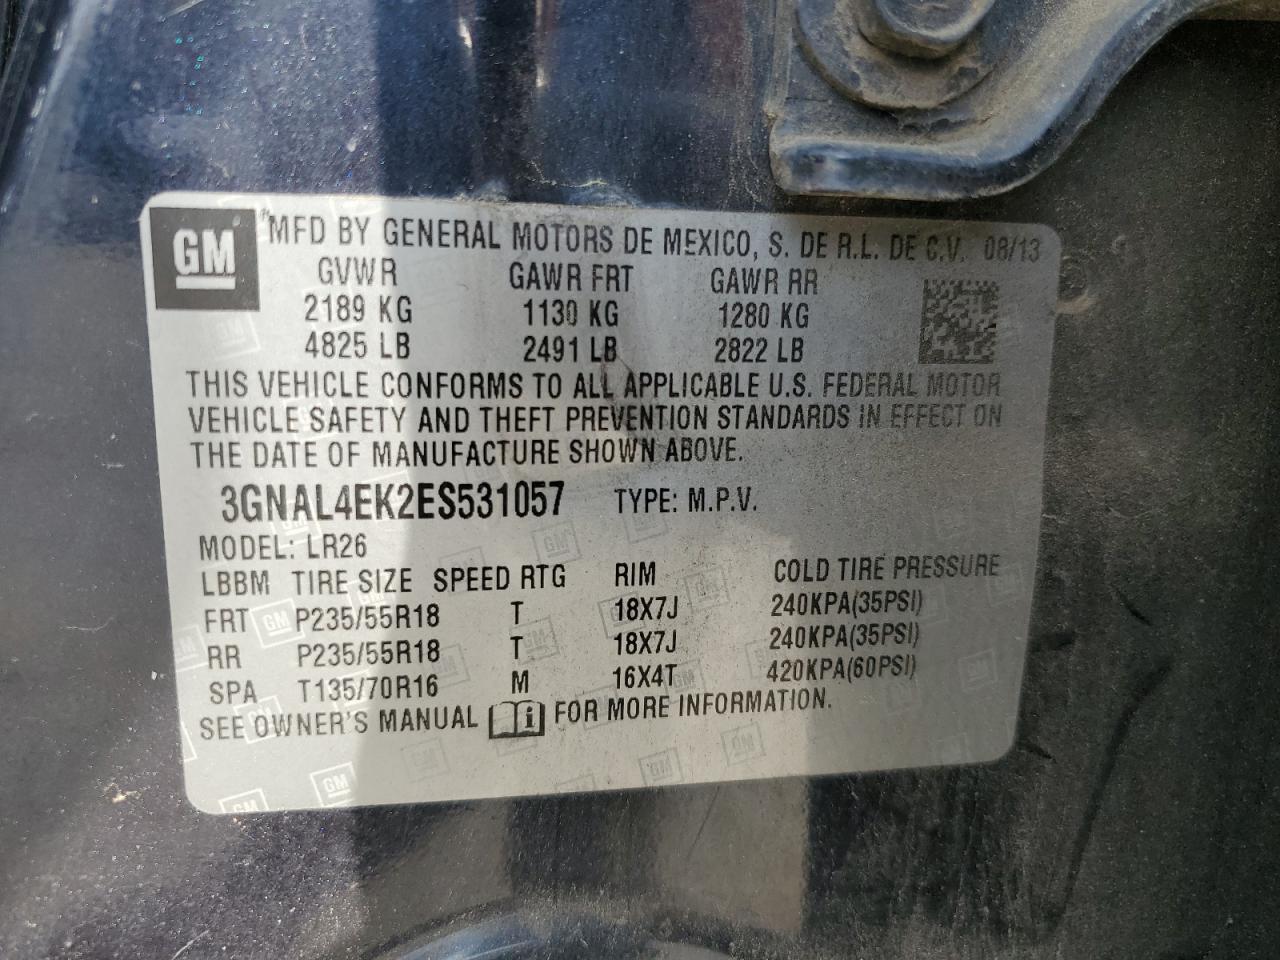 GM ®MFD BY GENERAL MOTORS DE MEXICO, S. DE R.L. DE C.V. 08/13
GVWR GAWR FRT GAWR RR
2189 KG 1130 KG 1280 KG
4825 LB 2491 LB 2822 LB
THIS VEHICLE CONFORMS TO ALL APPLICABLE U.S. FEDERAL MOTOR
VEHICLE SAFETY AND THEFT PREVENTION STANDARDS IN EFFECT ON
THE DATE OF MANUFACTURE SHOWN ABOVE.
3GNAL4EK2ES531057 TYPE: M.P.V.
MODEL: LR26
LBBM TIRE SIZE SPEED RTG RIM COLD TIRE PRESSURE
FRT P235/55R18 T 18X7J 240KPA(35PSI)
RR P235/55R18 T 18X7J 240KPA(35PSI)
SPA T135/70R16 M 16X4T 420KPA(60PSI)
SEE OWNER'S MANUAL i FOR MORE INFORMATION.